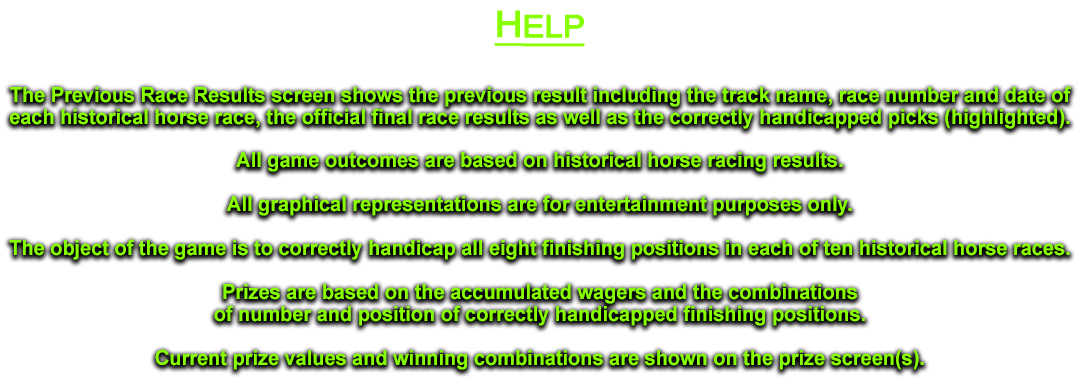 HELP
The Previous Race Results screen shows the previous result including the track name, race number and date of
each historical horse race, the official final race results as well as the correctly handicapped picks (highlighted).
All game outcomes are based on historical horse racing results.
All graphical representations are for entertainment purposes only.
The object of the game is to correctly handicap all eight finishing positions in each of ten historical horse races.
Prizes are based on the accumulated wagers and the combinations
of number and position of correctly handicapped finishing positions.
Current prize values and winning combinations are shown on the prize screen(s).